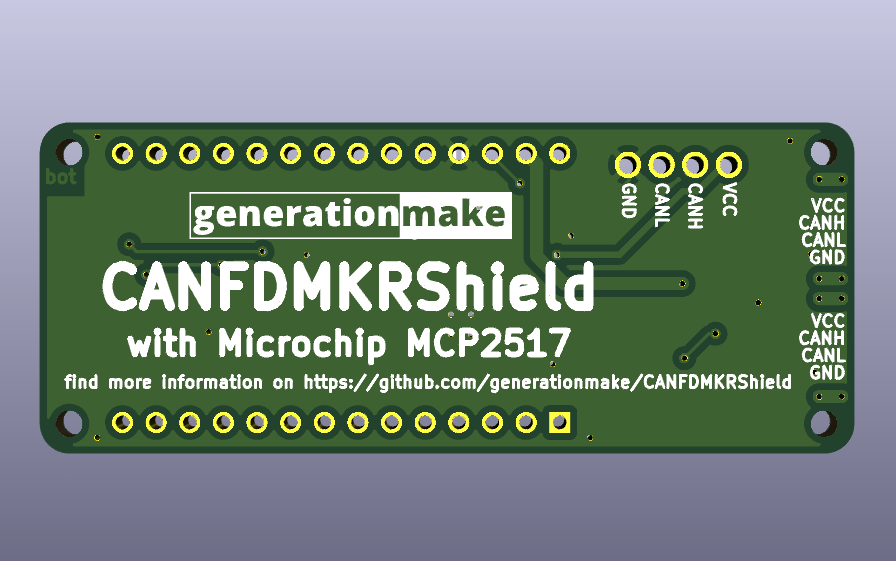 bot
generationmake
GND
CANL
CANH
VCC
CANFDMKRShield
with Microchip MCP2517
find more information on https://github.com/generationmake/CANFDMKRShield
VCC
CANH
CANL
GND
VCC
CANH
CANL
GND